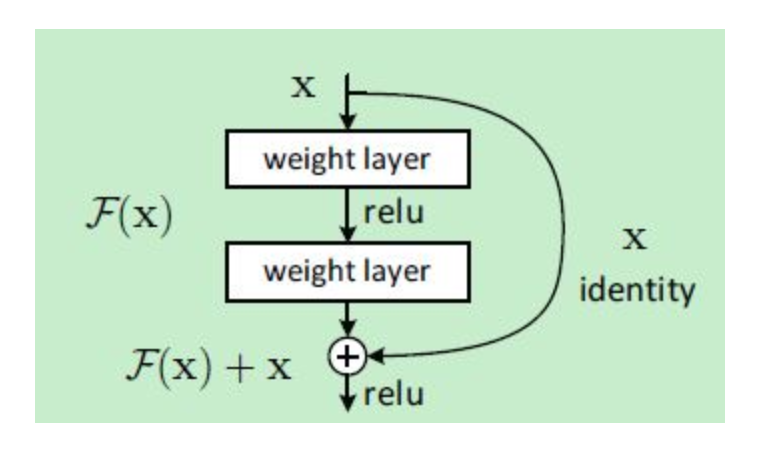 x
weight layer
relu
𝓕(x)
x
weight layer
identity
𝓕(x) + x
relu